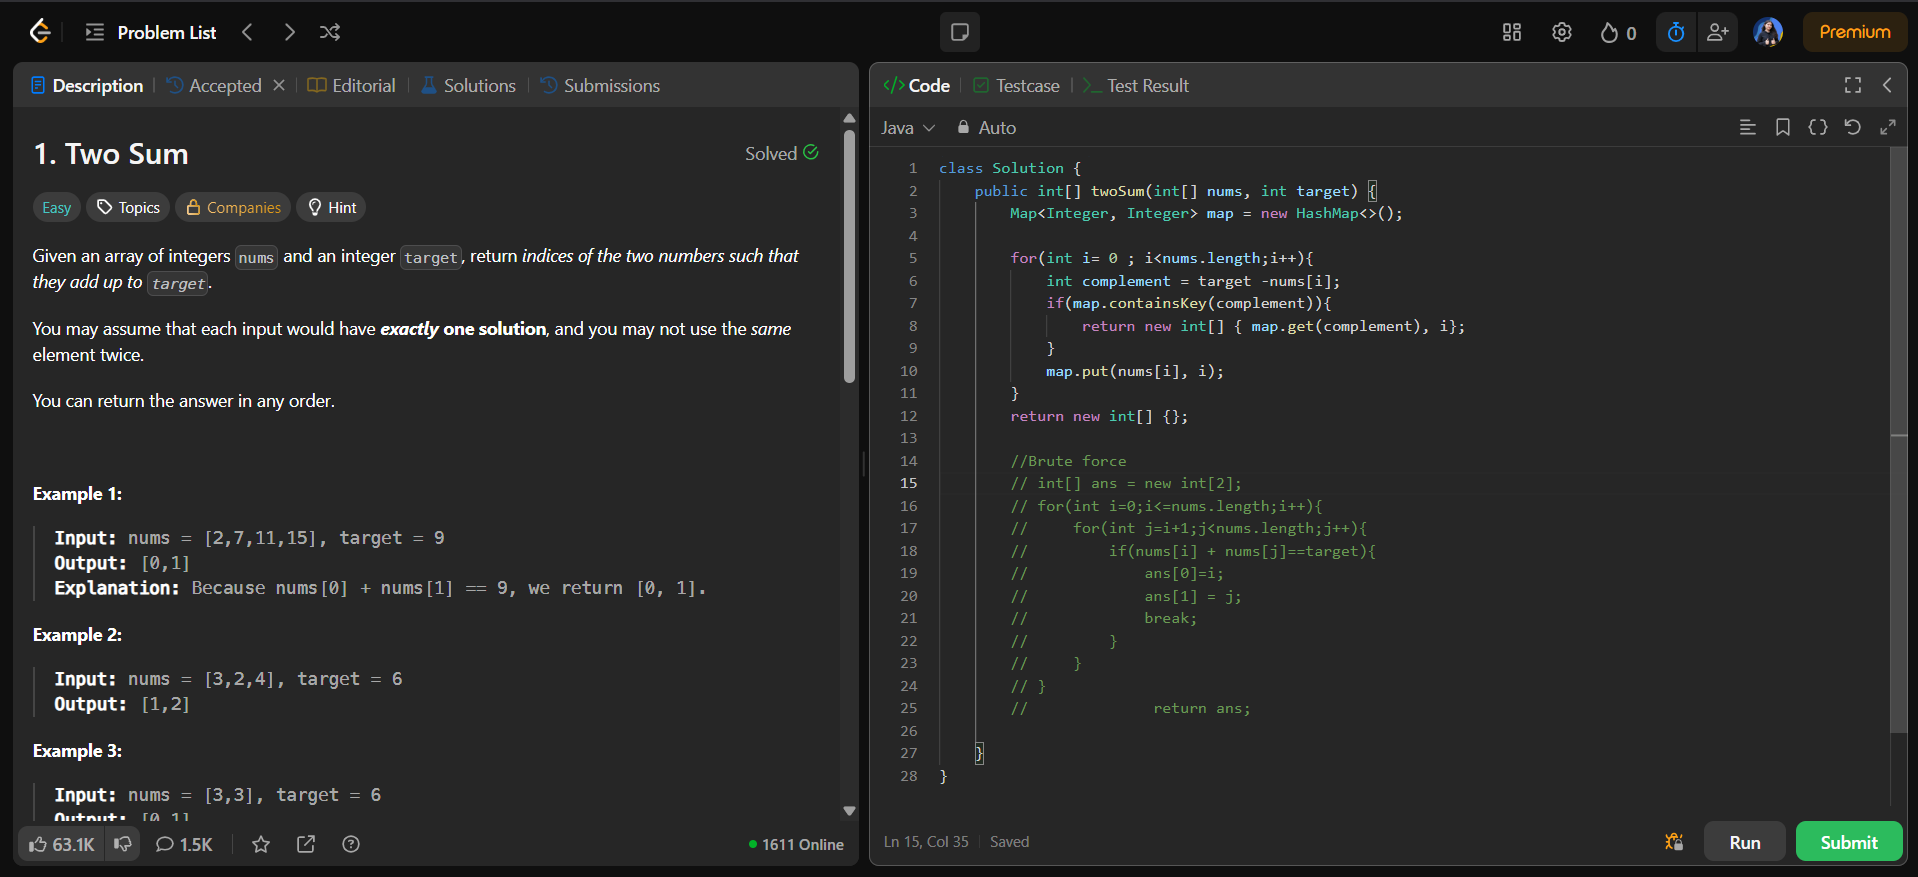 Problem List
0
Premium
Description
Accepted
Editorial
Solutions
Submissions
1. Two Sum
Solved
Easy
Topics
Companies
Hint
Given an array of integers nums and an integer target, return indices of the two numbers such that
they add up to target.
You may assume that each input would have exactly one solution, and you may not use the same
element twice.
You can return the answer in any order.
Example 1:
Input: nums = [2,7,11,15], target = 9
Output: [0,1]
Explanation: Because nums[0] + nums[1] == 9, we return [0, 1].
Example 2:
Input: nums = [3,2,4], target = 6
Output: [1,2]
Example 3:
Input: nums = [3,3], target = 6
Output: [0,1]
63.1K
1.5K
1611 Online
</> Code
Testcase
Test Result
Java
Auto
1 class Solution {
2     public int[] twoSum(int[] nums, int target) {
3         Map<Integer, Integer> map = new HashMap<>();
4
5         for(int i= 0 ; i<nums.length;i++){
6             int complement = target -nums[i];
7             if(map.containsKey(complement)){
8                 return new int[] { map.get(complement), i};
9             }
10             map.put(nums[i], i);
11         }
12         return new int[] {};
13
14         //Brute force
15         // int[] ans = new int[2];
16         // for(int i=0;i<=nums.length;i++){
17         //     for(int j=i+1;j<nums.length;j++){
18         //         if(nums[i] + nums[j]==target){
19         //             ans[0]=i;
20         //             ans[1] = j;
21         //             break;
22         //         }
23         //     }
24         // }
25         //              return ans;
26
27     }
28 }
Ln 15, Col 35
Saved
Run
Submit